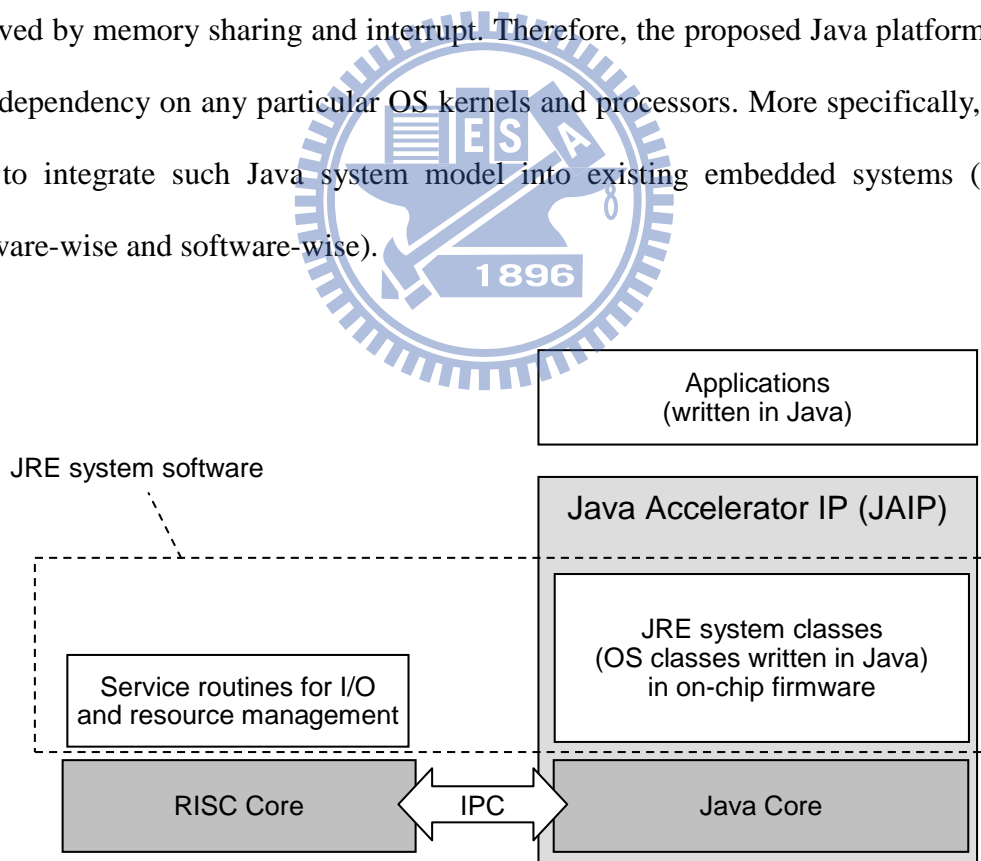 ved by memory sharing and interrupt. Therefore, the proposed Java platform
dependency on any particular OS kernels and processors. More specifically,
to integrate such Java system model into existing embedded systems (
ware-wise and software-wise).
ESA
1896
Applications
(written in Java)
JRE system software
Java Accelerator IP (JAIP)
JRE system classes
(OS classes written in Java)
in on-chip firmware
Service routines for I/O
and resource management
RISC Core
IPC
Java Core